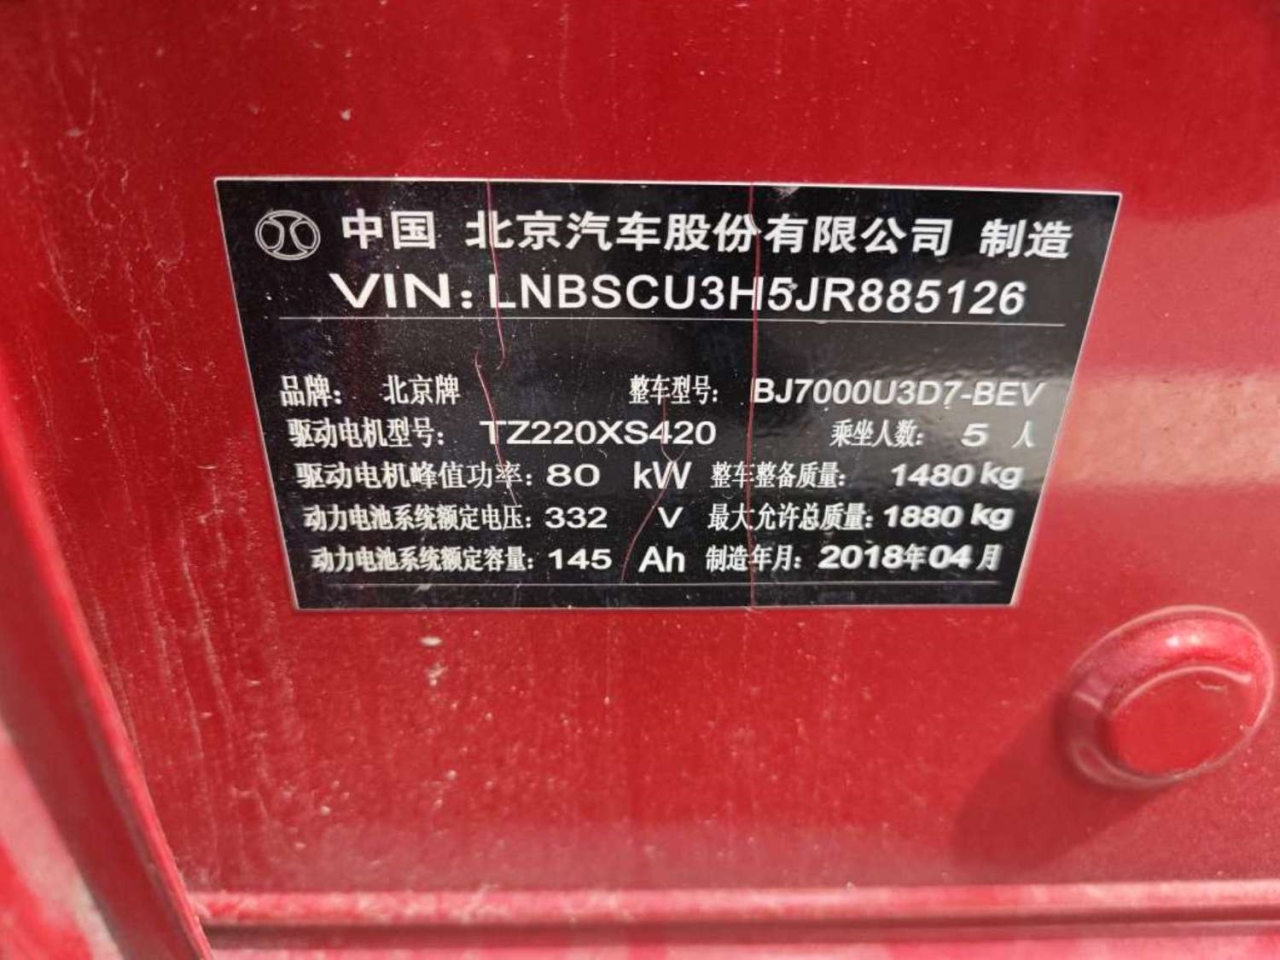 中国 北京汽车股份有限公司 制造
VIN：LNBSCU3H5JR885126
品牌： 北京牌 整车型号： BJ7000U3D7-BEV
驱动电机型号： TZ220XS420 乘坐人数： 5 人
驱动电机峰值功率：80 kW 整车整备质量： 1480 kg
动力电池系统额定电压：332 V 最大允许总质量：1880 kg
动力电池系统额定容量：145 Ah 制造年月：2018年04月